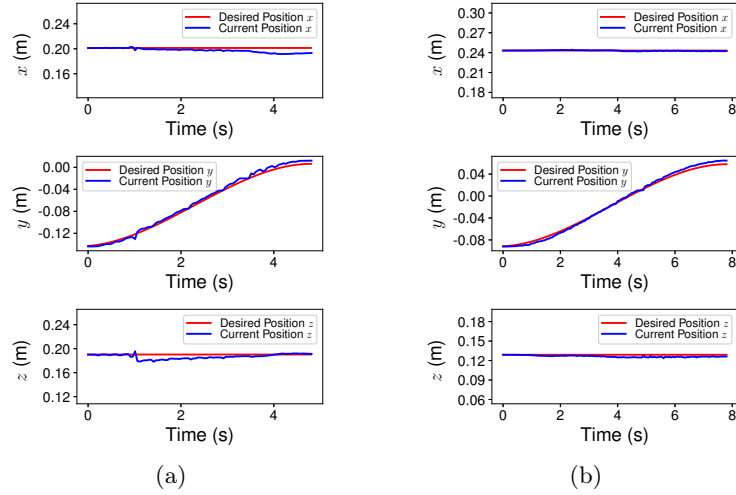 0.24
0.20
0.16
x (m)
Desired Position x
Current Position x
0 2 4
Time (s)
0.00
-0.04
-0.08
-0.12
y (m)
Desired Position y
Current Position y
0 2 4
Time (s)
0.24
0.20
0.16
0.12
z (m)
Desired Position z
Current Position z
0 2 4
Time (s)
(a)
0.30
0.27
0.24
0.21
0.18
x (m)
Desired Position x
Current Position x
0 2 4 6 8
Time (s)
0.04
0.00
-0.04
-0.08
y (m)
Desired Position y
Current Position y
0 2 4 6 8
Time (s)
0.18
0.15
0.12
0.09
0.06
z (m)
Desired Position z
Current Position z
0 2 4 6 8
Time (s)
(b)